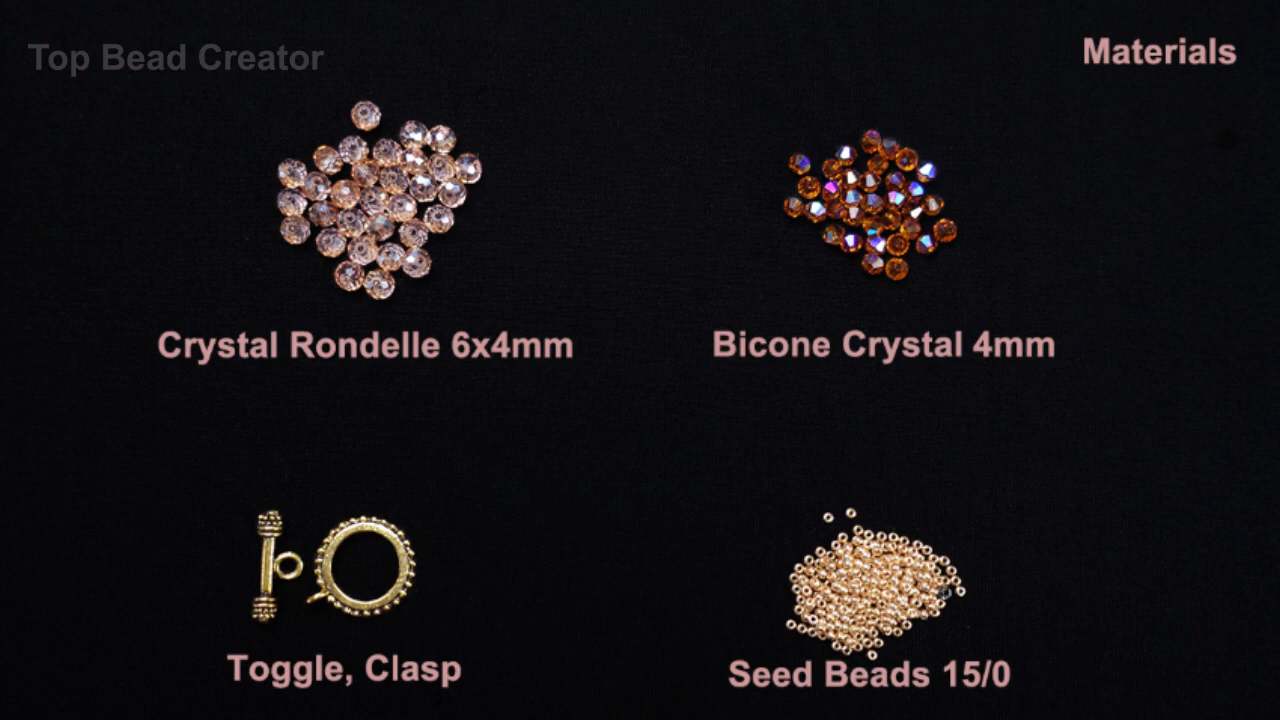 Top Bead Creator
Materials
Crystal Rondelle 6x4mm
Bicone Crystal 4mm
Toggle, Clasp
Seed Beads 15/0